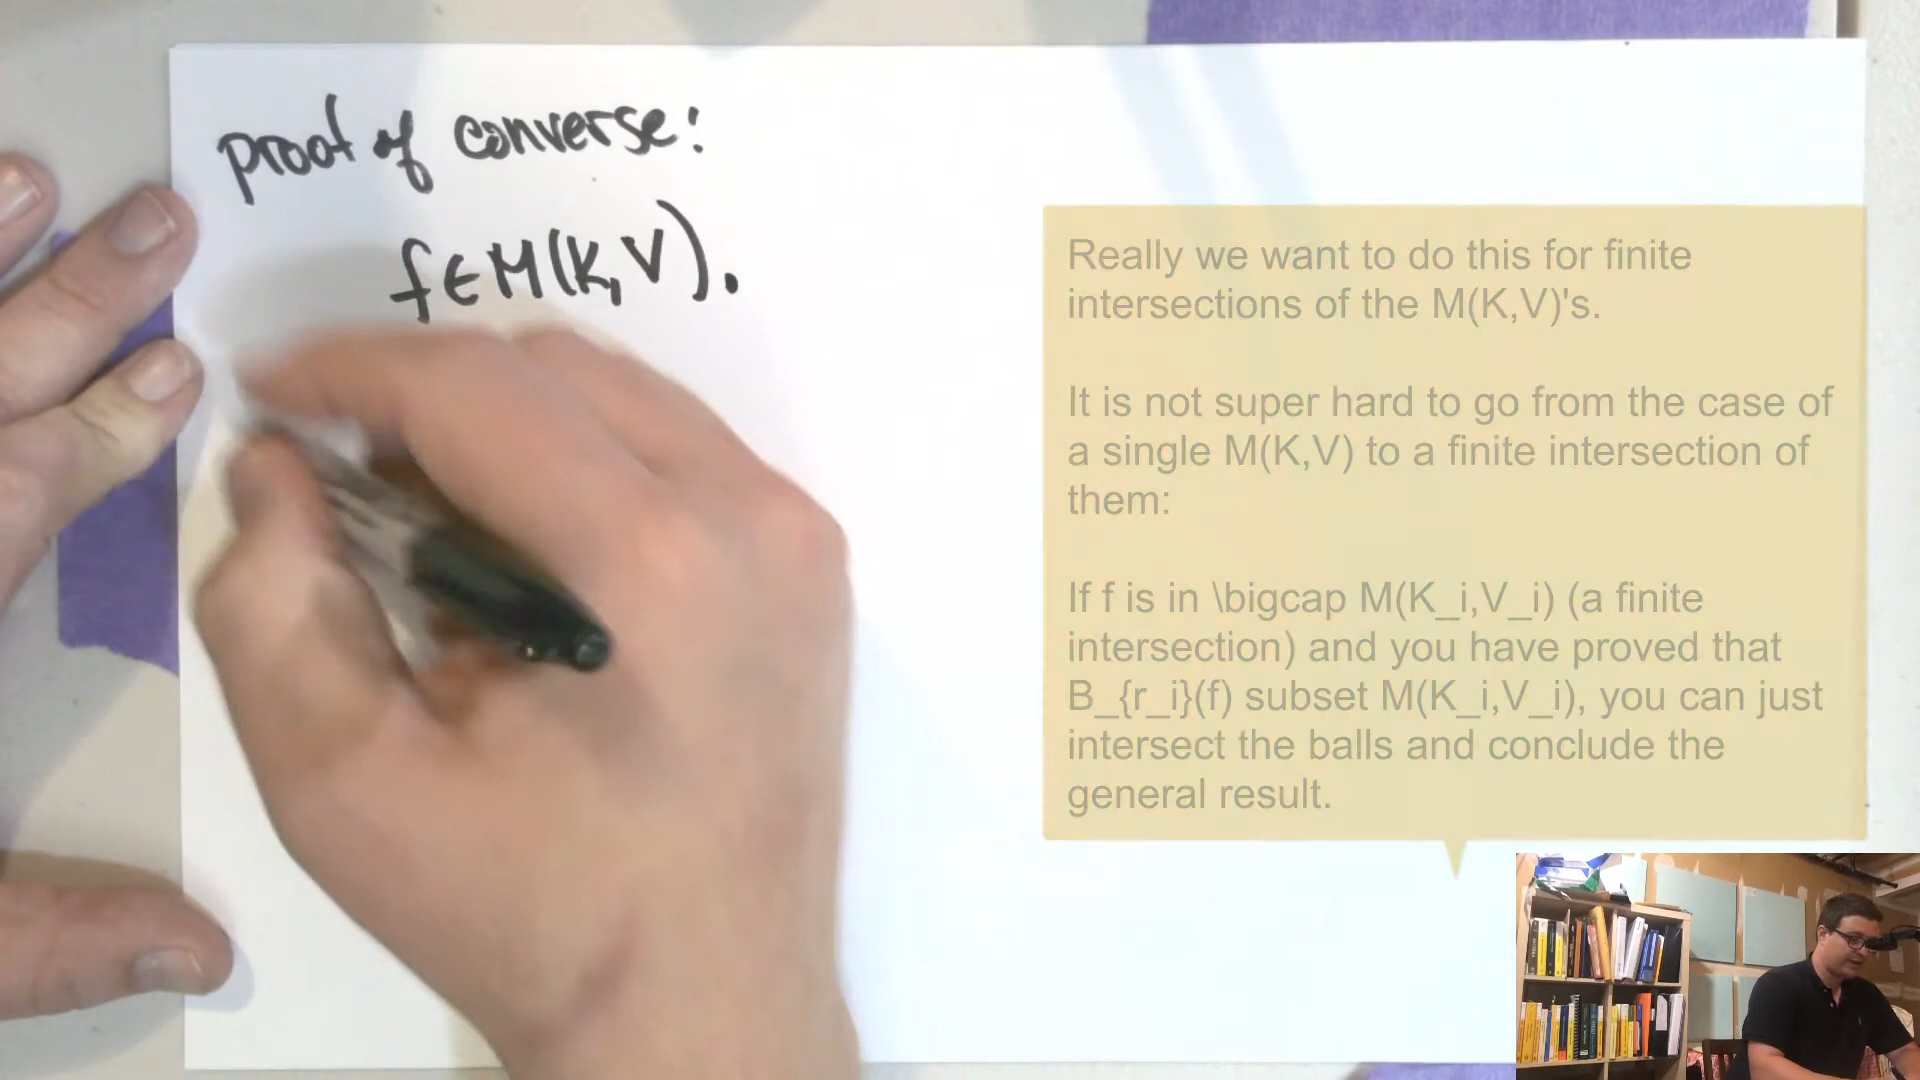 proof of converse:
f∈M(K,V).
Really we want to do this for finite
intersections of the M(K,V)'s.
It is not super hard to go from the case of
a single M(K,V) to a finite intersection of
them:
If f is in \bigcap M(K_i,V_i) (a finite
intersection) and you have proved that
B_{r_i}(f) subset M(K_i,V_i), you can just
intersect the balls and conclude the
general result.